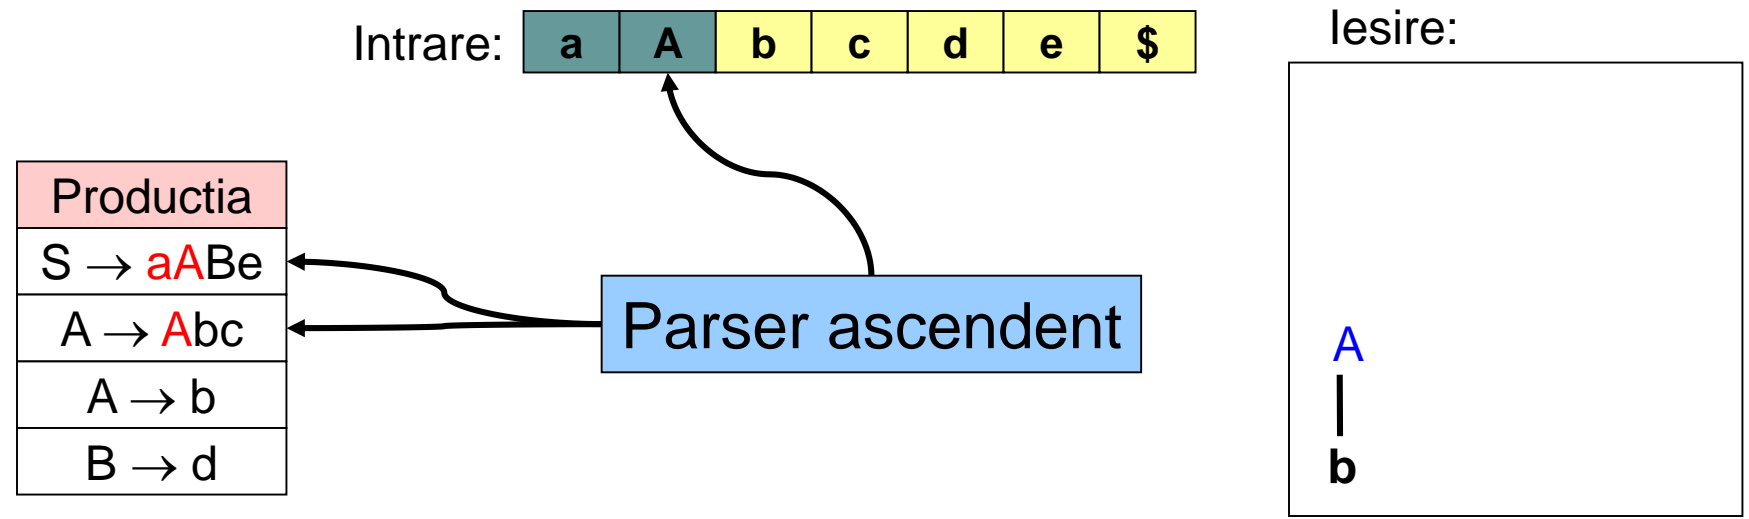 Intrare: a A b c d e $
Iesire:
Productia
S → aABe
A → Abc
A → b
B → d
Parser ascendent
A
b